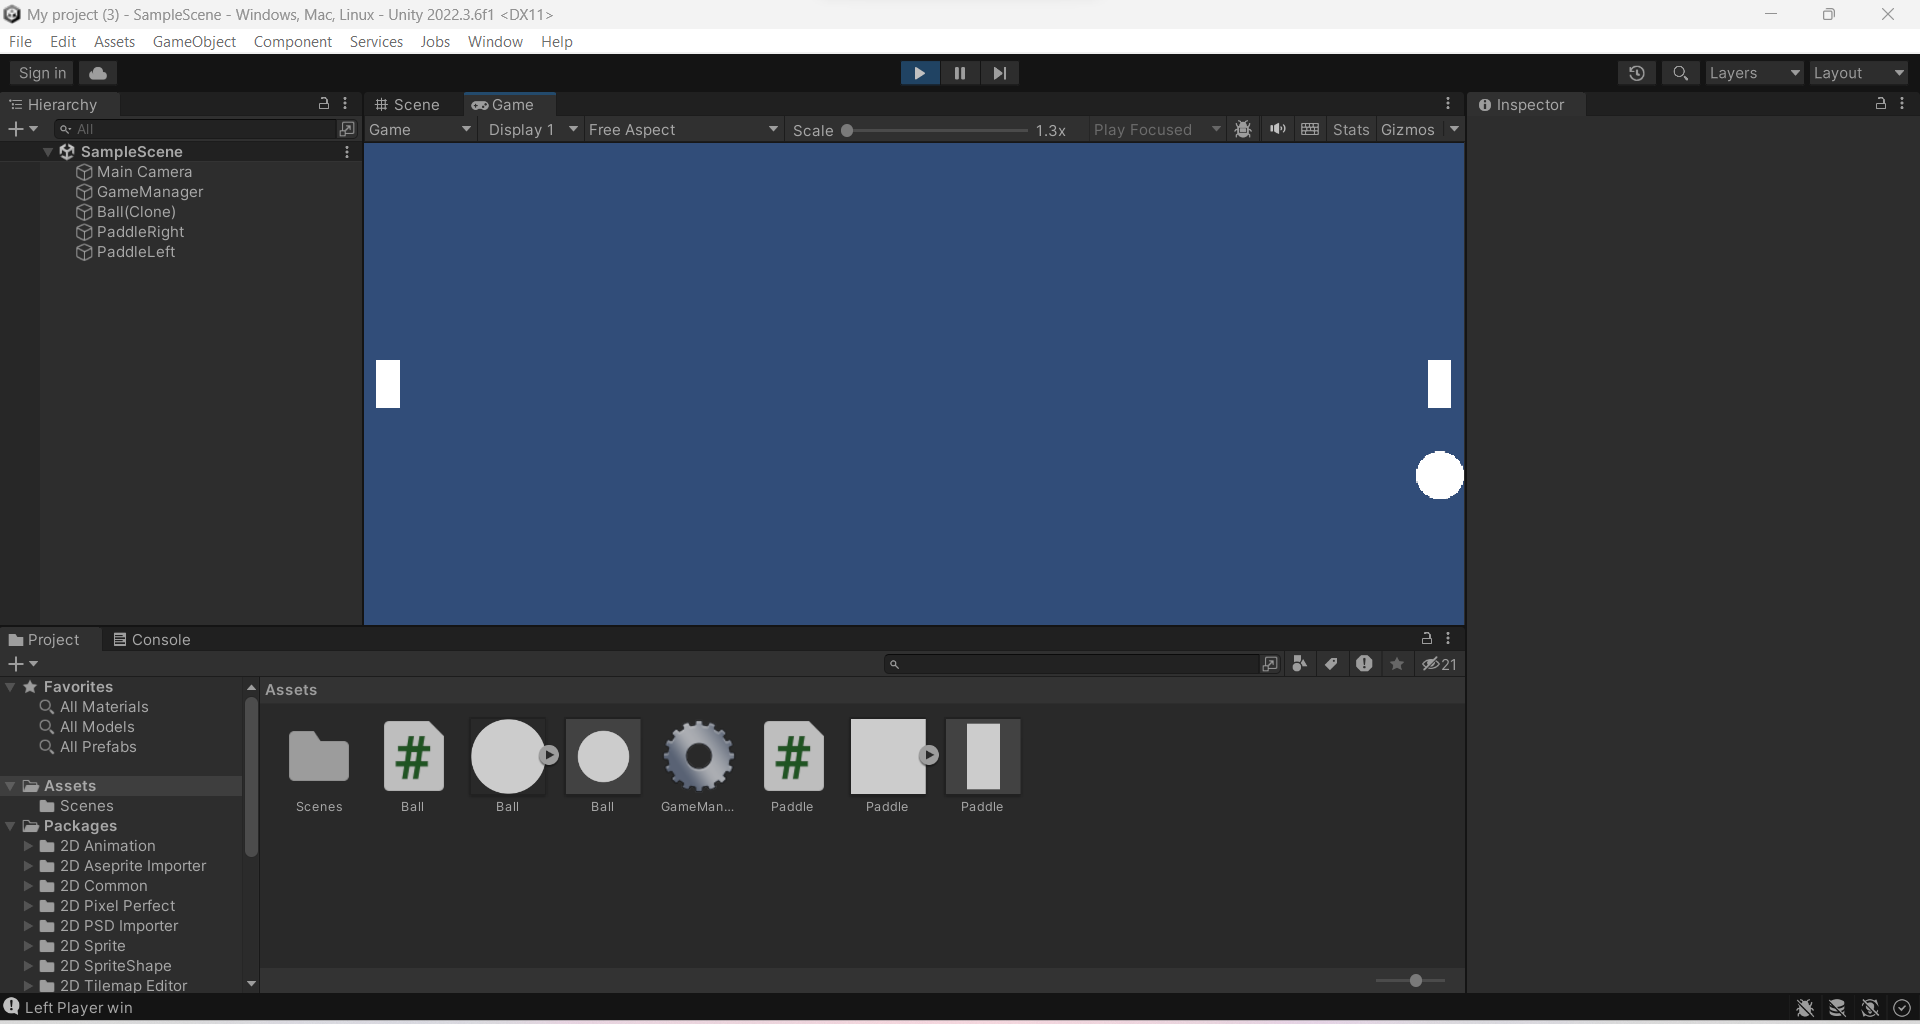 My project (3) - SampleScene - Windows, Mac, Linux - Unity 2022.3.6f1 <DX11>
File Edit Assets GameObject Component Services Jobs Window Help
Sign in Layers Layout
Hierarchy Scene Game Inspector
All Game Display 1 Free Aspect Scale 1.3x Play Focused Stats Gizmos
SampleScene
Main Camera
GameManager
Ball(Clone)
PaddleRight
PaddleLeft
Project Console
21
Favorites
All Materials
All Models
All Prefabs
Assets
Scenes
Packages
2D Animation
2D Aseprite Importer
2D Common
2D Pixel Perfect
2D PSD Importer
2D Sprite
2D SpriteShape
2D Tilemap Editor
Assets
Scenes Ball Ball Ball GameMan... Paddle Paddle Paddle
Left Player win